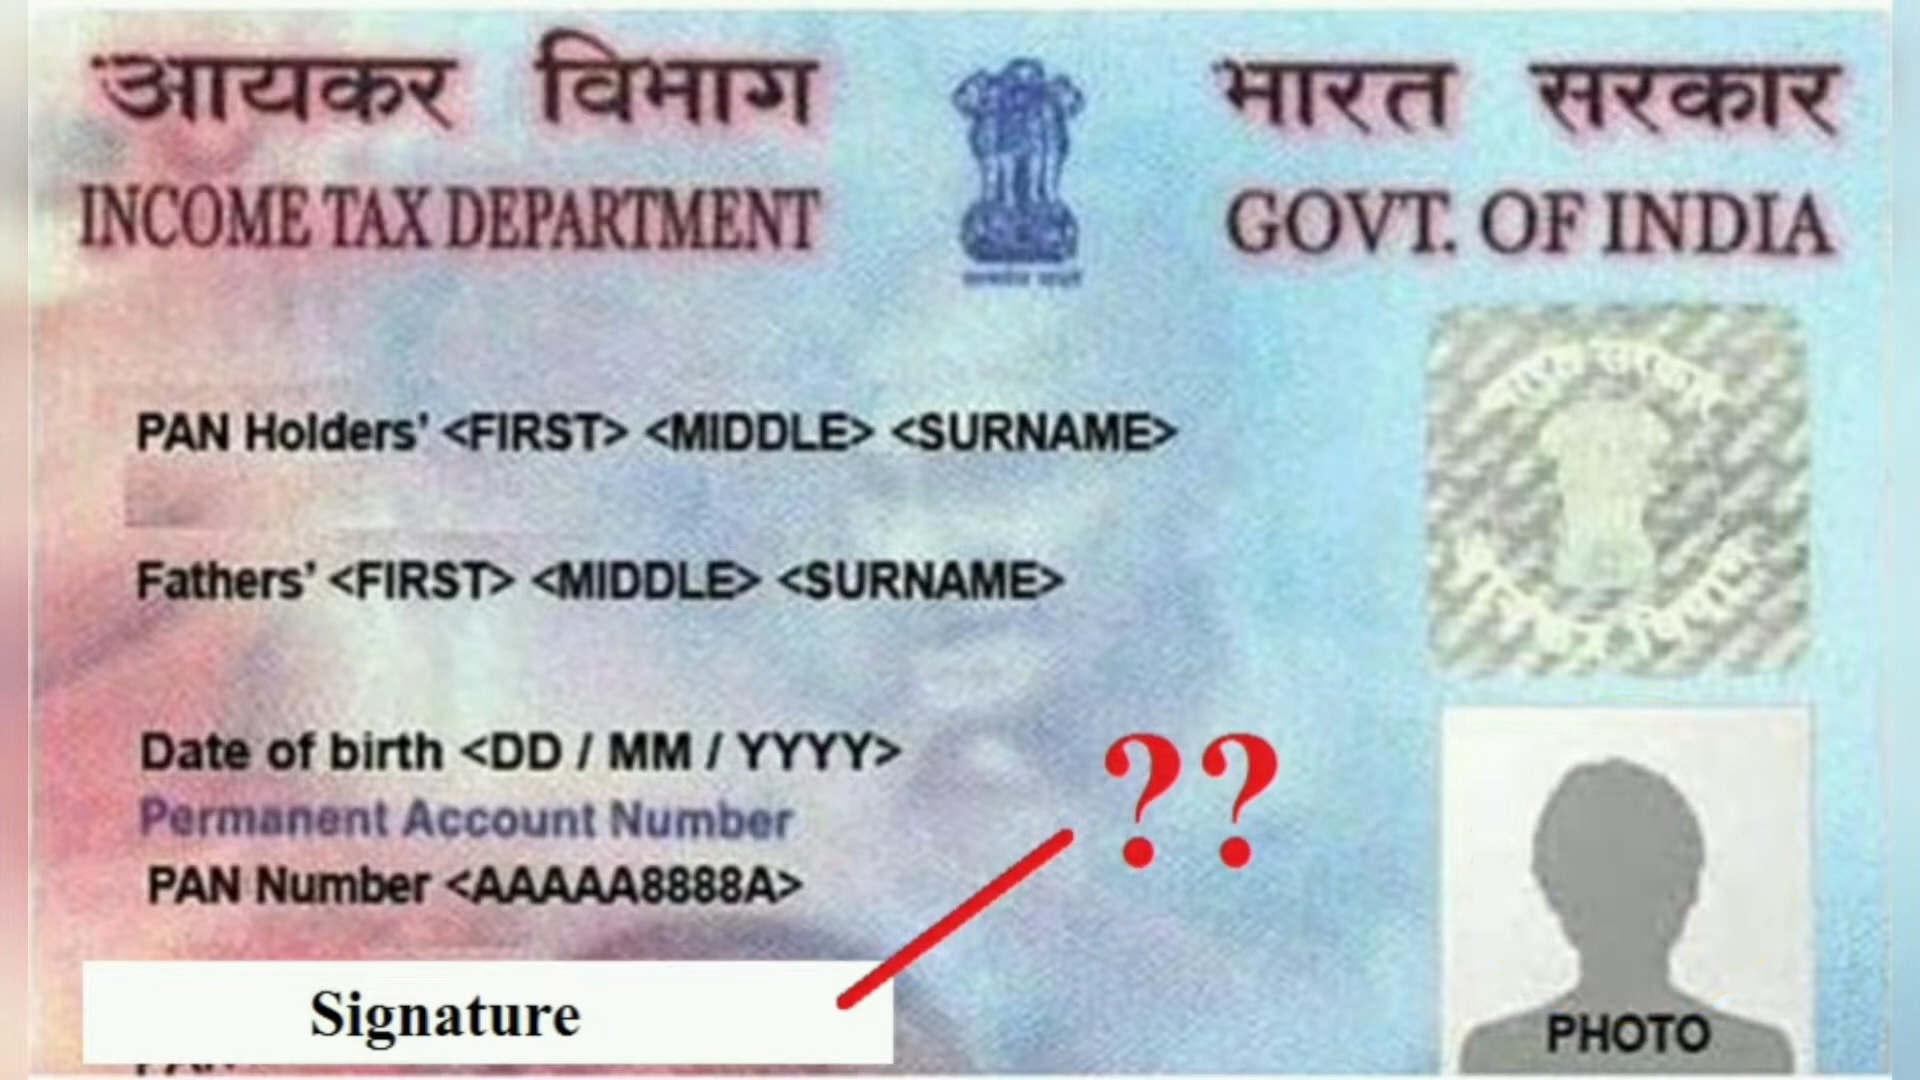 आयकर विभाग
भारत सरकार
INCOME TAX DEPARTMENT
GOVT. OF INDIA
PAN Holders' <FIRST> <MIDDLE> <SURNAME>
Fathers' <FIRST> <MIDDLE> <SURNAME>
Date of birth <DD / MM / YYYY>
??
Permanent Account Number
PAN Number <AAAAA8888A>
Signature
PHOTO